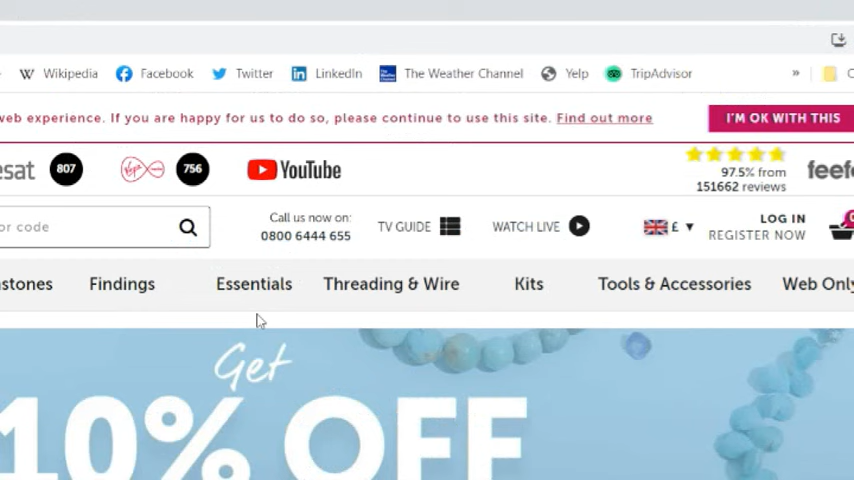 Wikipedia Facebook Twitter LinkedIn The Weather Channel Yelp TripAdvisor »
web experience. If you are happy for us to do so, please continue to use this site. Find out more I'M OK WITH THIS
esat 807 756 YouTube
97.5% from
151662 reviews
feefo
or code
Call us now on:
0800 6444 655
TV GUIDE WATCH LIVE £
LOG IN
REGISTER NOW
stones Findings Essentials Threading & Wire Kits Tools & Accessories Web Only
Get
10% OFF